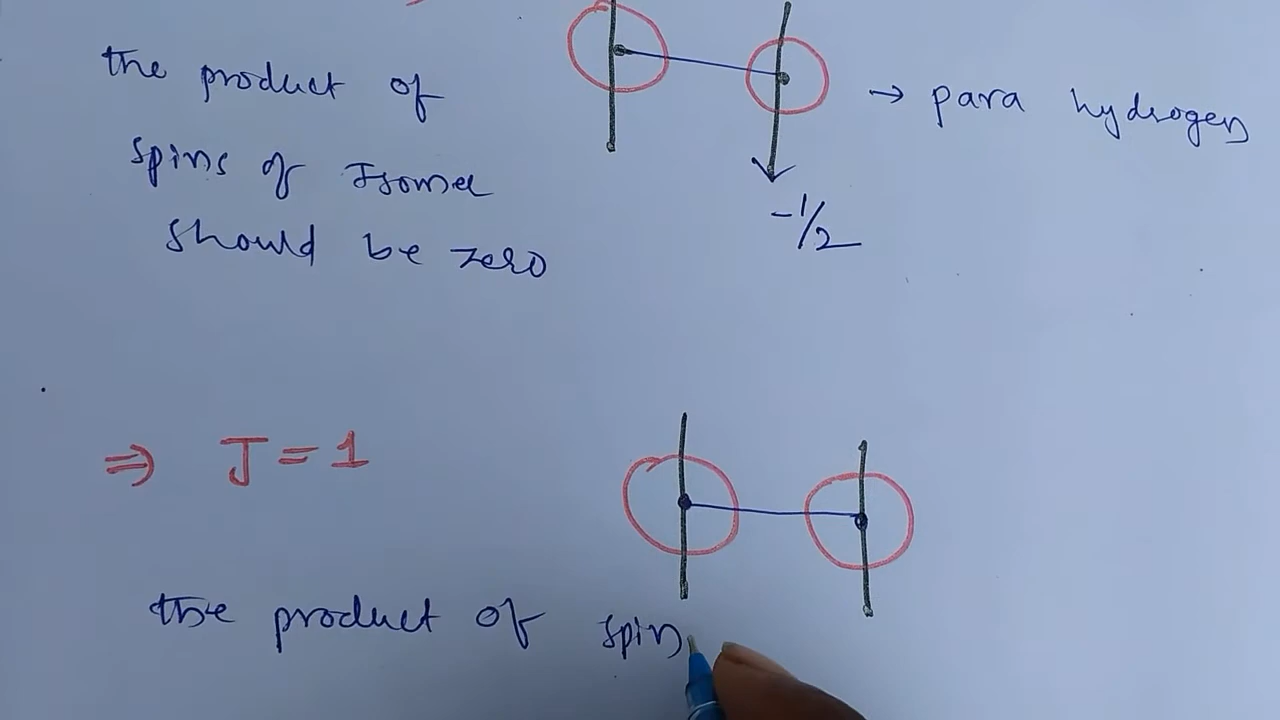 the product of
spins of Isomer
should be zero
→ para hydrogen
-1/2
⇒ J = 1
the product of spin